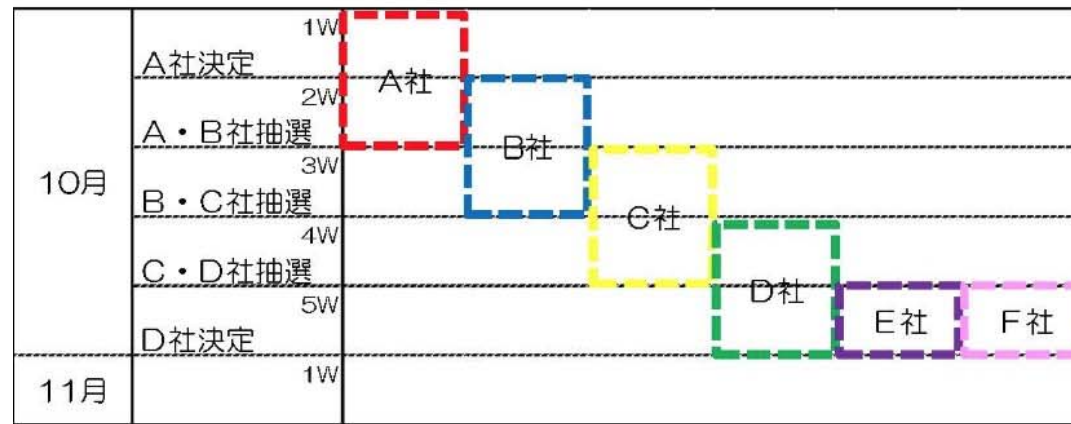 1W
A社決定
A社
2W
A・B社抽選
B社
10月
3W
B・C社抽選
C社
4W
C・D社抽選
D社
5W
D社決定
E社
F社
11月
1W